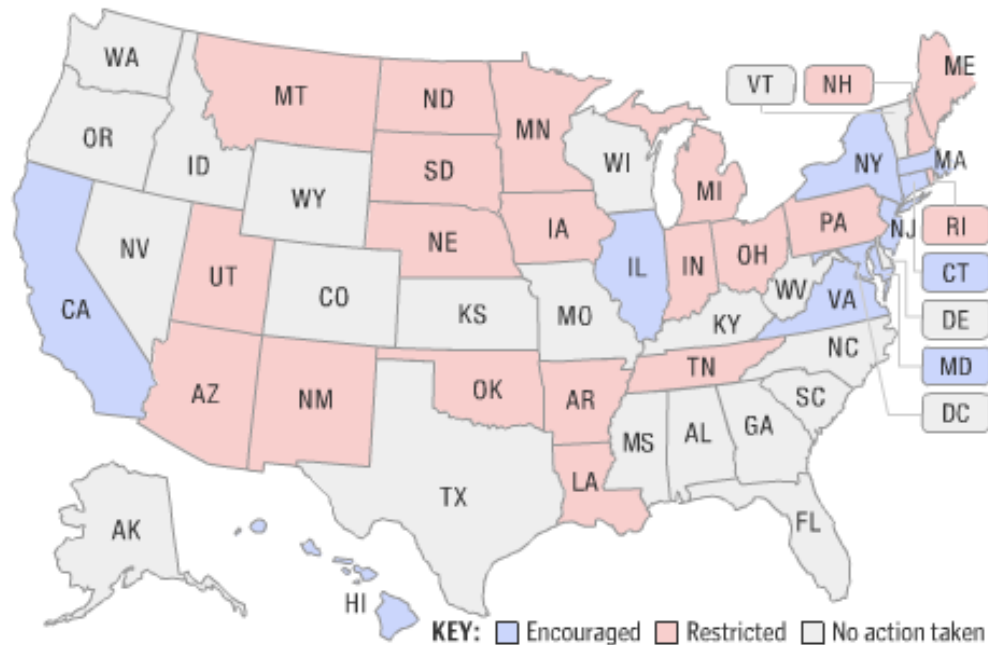 WA
MT
ND
MN
VT
NH
ME
OR
ID
SD
WI
NY
MA
WY
MI
IA
NE
PA
NJ
RI
NV
UT
CO
IL
IN
OH
CT
CA
KS
MO
WV
VA
KY
DE
NC
MD
AZ
NM
OK
TN
AR
SC
DC
MS
AL
GA
LA
TX
FL
AK
HI
KEY: Encouraged Restricted No action taken